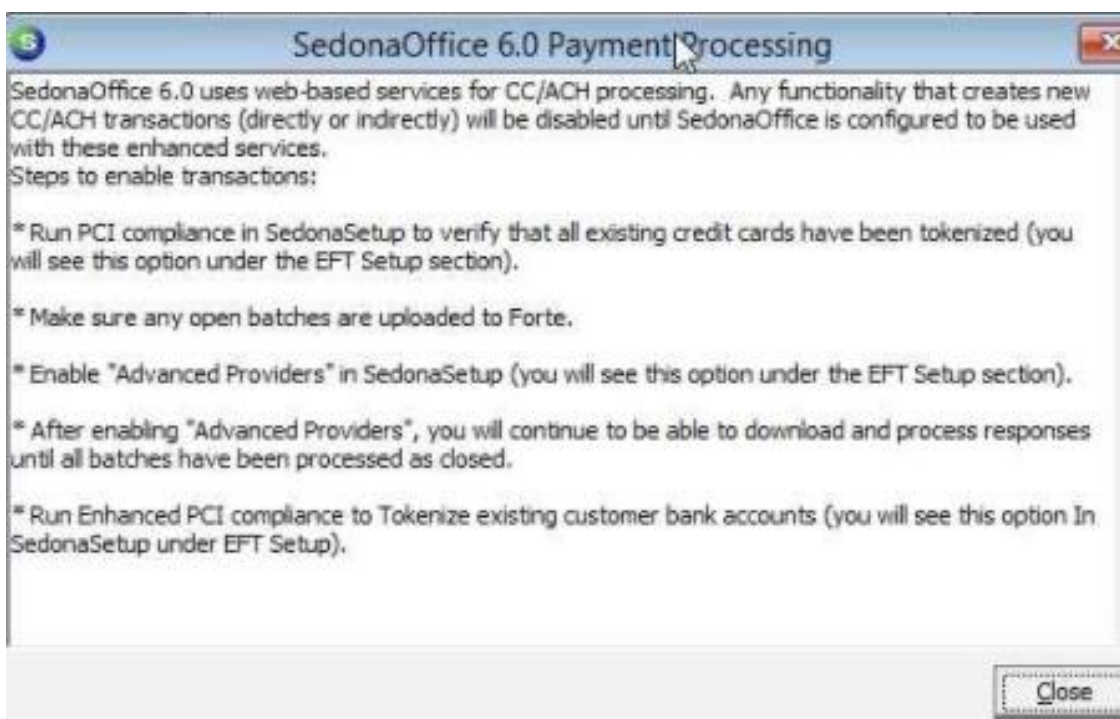 SedonaOffice 6.0 Payment Processing
SedonaOffice 6.0 uses web-based services for CC/ACH processing. Any functionality that creates new
CC/ACH transactions (directly or indirectly) will be disabled until SedonaOffice is configured to be used
with these enhanced services.
Steps to enable transactions:
* Run PCI compliance in SedonaSetup to verify that all existing credit cards have been tokenized (you
will see this option under the EFT Setup section).
* Make sure any open batches are uploaded to Forte.
* Enable "Advanced Providers" in SedonaSetup (you will see this option under the EFT Setup section).
* After enabling "Advanced Providers", you will continue to be able to download and process responses
until all batches have been processed as closed.
* Run Enhanced PCI compliance to Tokenize existing customer bank accounts (you will see this option In
SedonaSetup under EFT Setup).
Close